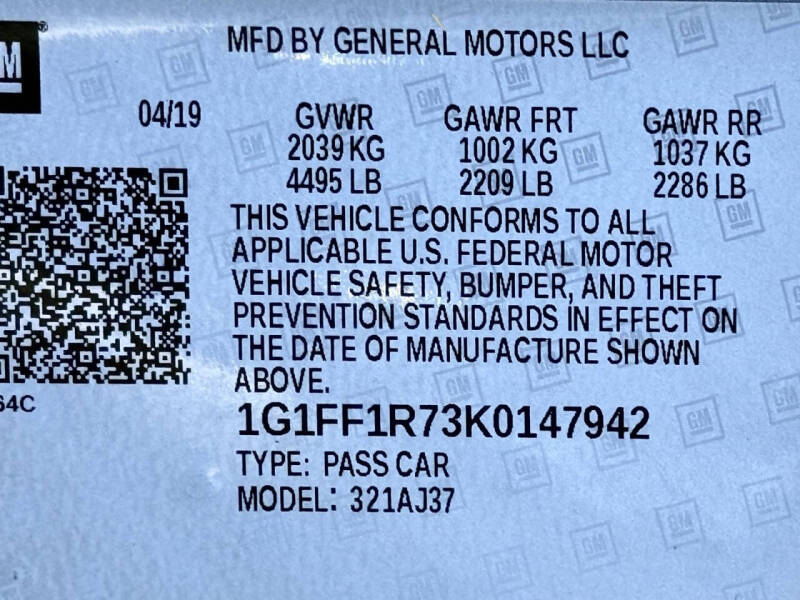 GM
MFD BY GENERAL MOTORS LLC
04/19 GVWR GAWR FRT GAWR RR
2039 KG 1002 KG 1037 KG
4495 LB 2209 LB 2286 LB
THIS VEHICLE CONFORMS TO ALL
APPLICABLE U.S. FEDERAL MOTOR
VEHICLE SAFETY, BUMPER, AND THEFT
PREVENTION STANDARDS IN EFFECT ON
THE DATE OF MANUFACTURE SHOWN
ABOVE.
64C
1G1FF1R73K0147942
TYPE: PASS CAR
MODEL: 321AJ37